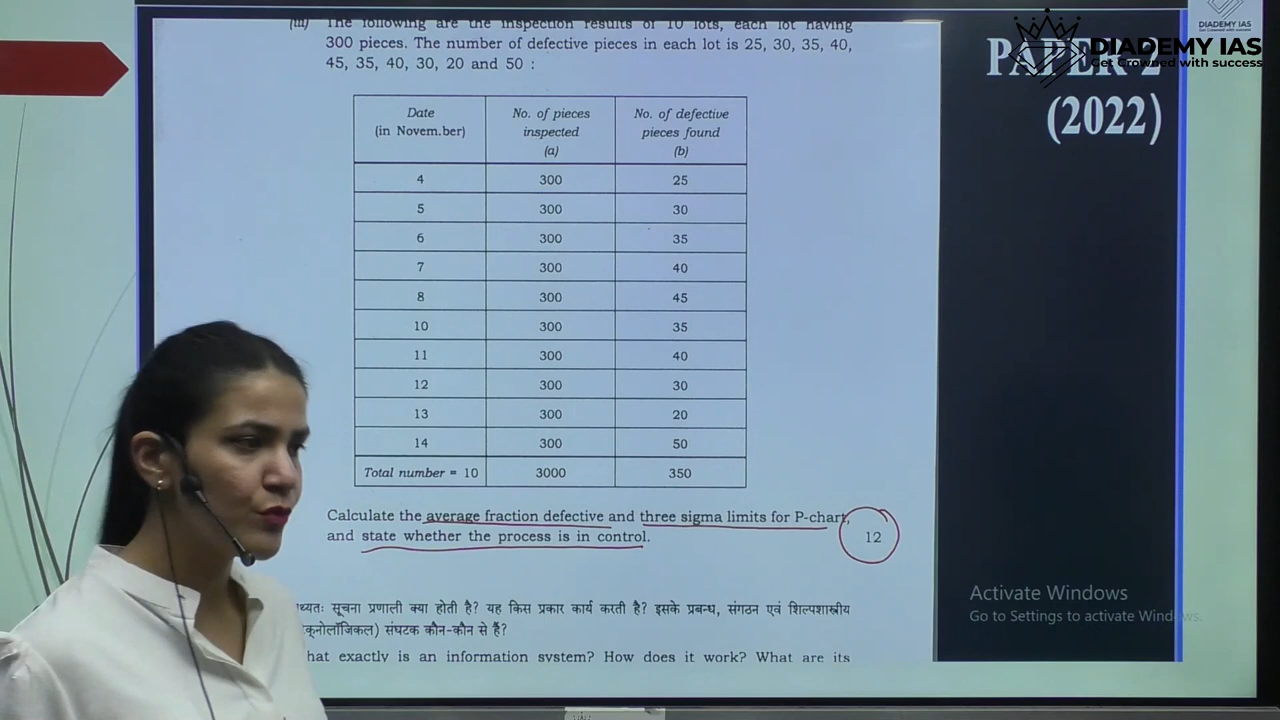 (iii) The following are the inspection results of 10 lots, each lot having
300 pieces. The number of defective pieces in each lot is 25, 30, 35, 40,
45, 35, 40, 30, 20 and 50 :
Date
(in Novem.ber)
No. of pieces
inspected
(a)
No. of defective
pieces found
(b)
4 300 25
5 300 30
6 300 35
7 300 40
8 300 45
10 300 35
11 300 40
12 300 30
13 300 20
14 300 50
Total number = 10 3000 350
Calculate the average fraction defective and three sigma limits for P-chart,
and state whether the process is in control.
12
सूचना प्रणाली क्या होती है? यह किस प्रकार कार्य करती है? इसके प्रबन्ध, संगठन एवं शिल्पशास्त्रीय
संघटक कौन-कौन से हैं?
exactly is an information system? How does it work? What are its
PAPER-2
(2022)
DIADEMY IAS
Get Crowned with success
DIADEMY IAS
Get Crowned with success
Activate Windows
Go to Settings to activate Windows.